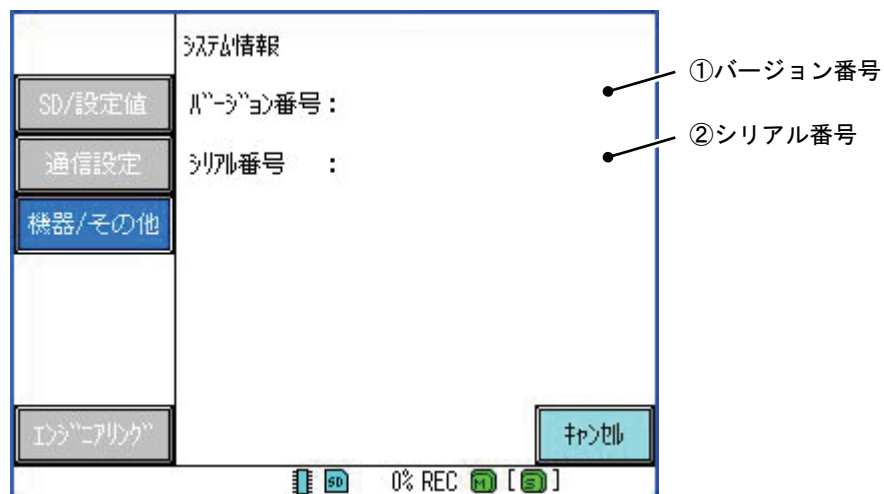 ｼｽﾃﾑ情報
①バージョン番号
SD/設定値
ﾊﾞｰｼﾞｮﾝ番号：
②シリアル番号
通信設定
ｼﾘｱﾙ番号　：
機器/その他
ｴﾝｼﾞﾆｱﾘﾝｸﾞ
ｷｬﾝｾﾙ
SD 0% REC M [S]